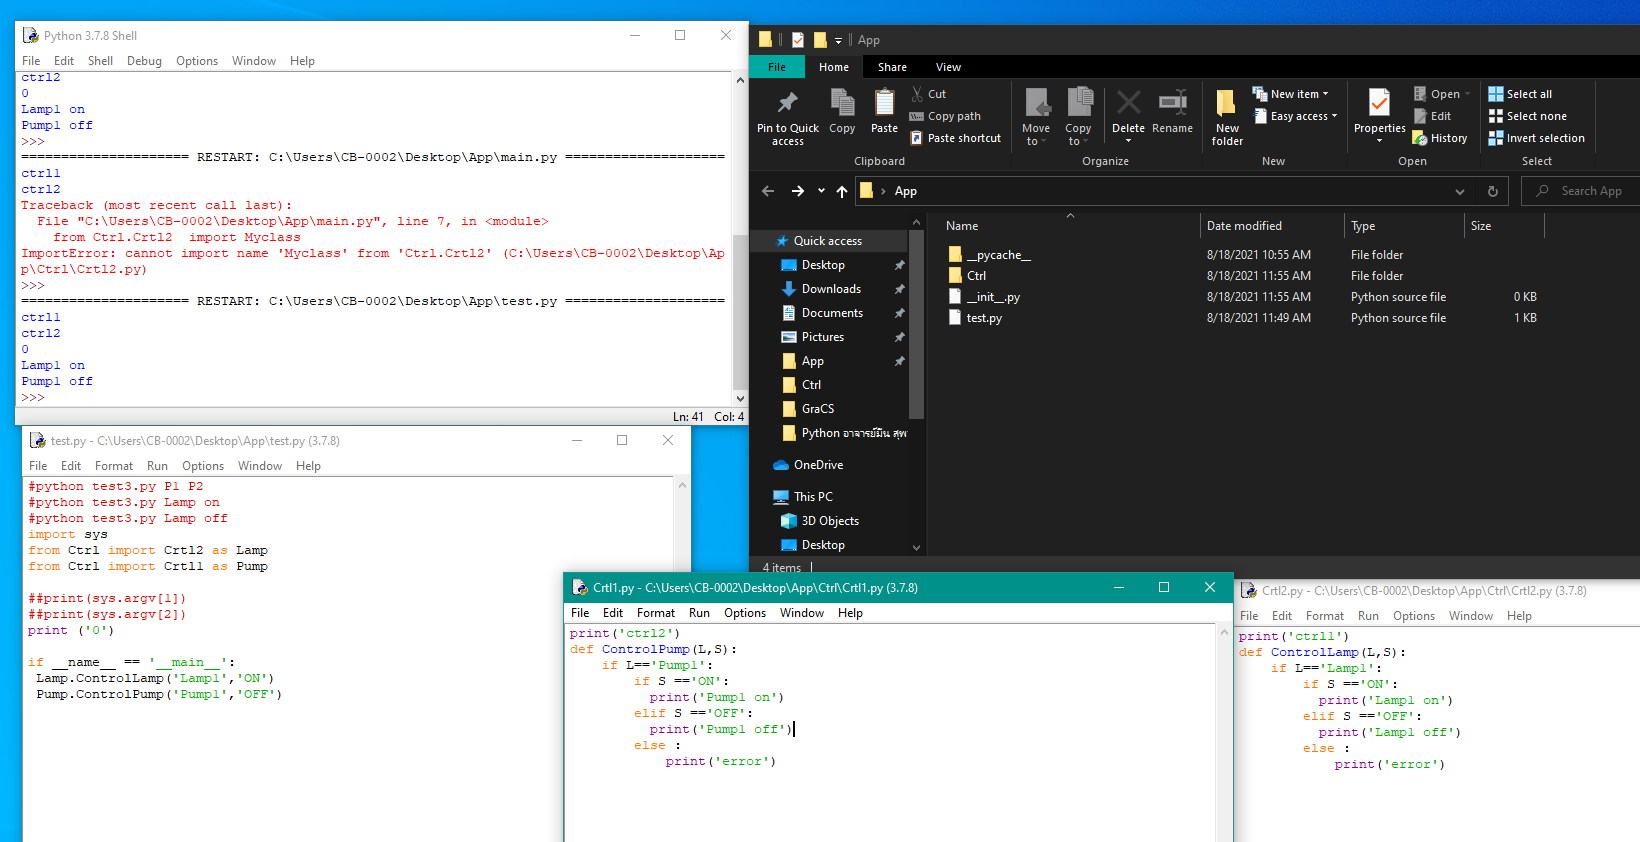 Python 3.7.8 Shell
File Edit Shell Debug Options Window Help
ctrl2
0
Lamp1 on
Pump1 off
>>>
===================== RESTART: C:\Users\CB-0002\Desktop\App\main.py ====================
ctrl1
ctrl2
Traceback (most recent call last):
File "C:\Users\CB-0002\Desktop\App\main.py", line 7, in <module>
from Ctrl.Crtl2  import Myclass
ImportError: cannot import name 'Myclass' from 'Ctrl.Crtl2' (C:\Users\CB-0002\Desktop\Ap
p\Ctrl\Crtl2.py)
>>>
===================== RESTART: C:\Users\CB-0002\Desktop\App\test.py ====================
ctrl1
ctrl2
0
Lamp1 on
Pump1 off
>>>
Ln: 41 Col: 4
App
File Home Share View
Pin to Quick access
Copy
Paste
Cut
Copy path
Paste shortcut
Clipboard
Move to
Copy to
Delete
Rename
Organize
New folder
New item
Easy access
New
Properties
Open
Edit
History
Open
Select all
Select none
Invert selection
Select
App
Search App
Quick access
Desktop
Downloads
Documents
Pictures
App
Ctrl
GraCS
Python อาจารย์มีน สุพ
OneDrive
This PC
3D Objects
Desktop
Name Date modified Type Size
__pycache__ 8/18/2021 10:55 AM File folder
Ctrl 8/18/2021 11:55 AM File folder
__init__.py 8/18/2021 11:55 AM Python source file 0 KB
test.py 8/18/2021 11:49 AM Python source file 1 KB
4 items
test.py - C:\Users\CB-0002\Desktop\App\test.py (3.7.8)
File Edit Format Run Options Window Help
#python test3.py P1 P2
#python test3.py Lamp on
#python test3.py Lamp off
import sys
from Ctrl import Crtl2 as Lamp
from Ctrl import Crtl1 as Pump
##print(sys.argv[1])
##print(sys.argv[2])
print ('0')
if __name__ == '__main__':
Lamp.ControlLamp('Lamp1','ON')
Pump.ControlPump('Pump1','OFF')
Crtl1.py - C:\Users\CB-0002\Desktop\App\Ctrl\Crtl1.py (3.7.8)
File Edit Format Run Options Window Help
print('ctrl2')
def ControlPump(L,S):
if L=='Pump1':
if S =='ON':
print('Pump1 on')
elif S =='OFF':
print('Pump1 off')
else :
print('error')
Crtl2.py - C:\Users\CB-0002\Desktop\App\Ctrl\Crtl2.py (3.7.8)
File Edit Format Run Options Window Help
print('ctrl1')
def ControlLamp(L,S):
if L=='Lamp1':
if S =='ON':
print('Lamp1 on')
elif S =='OFF':
print('Lamp1 off')
else :
print('error')